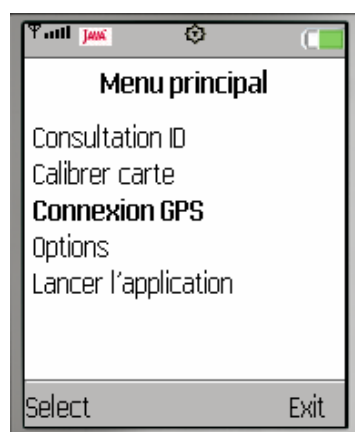 JAVA
Menu principal
Consultation ID
Calibrer carte
Connexion GPS
Options
Lancer l'application
Select Exit